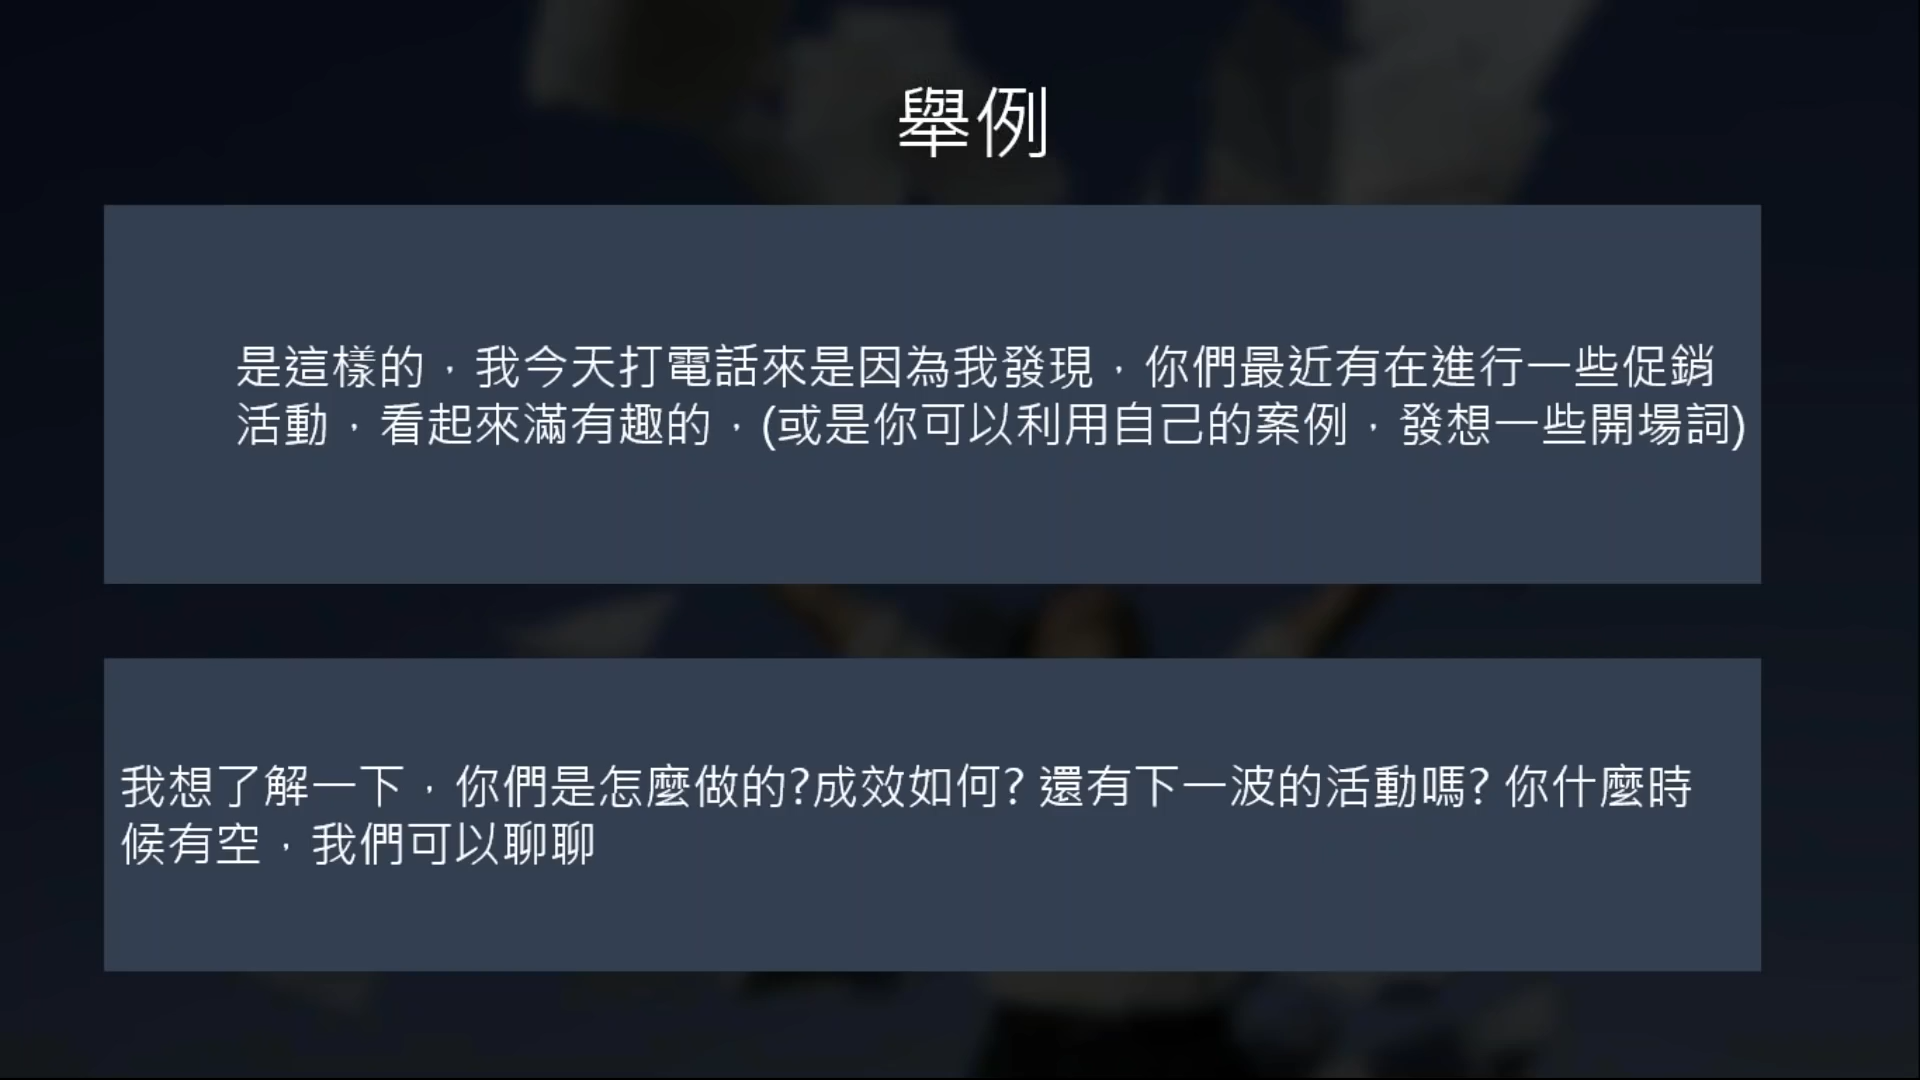 舉例
是這樣的，我今天打電話來是因為我發現，你們最近有在進行一些促銷
活動，看起來滿有趣的，(或是你可以利用自己的案例，發想一些開場詞)
我想了解一下，你們是怎麼做的?成效如何? 還有下一波的活動嗎? 你什麼時
候有空，我們可以聊聊